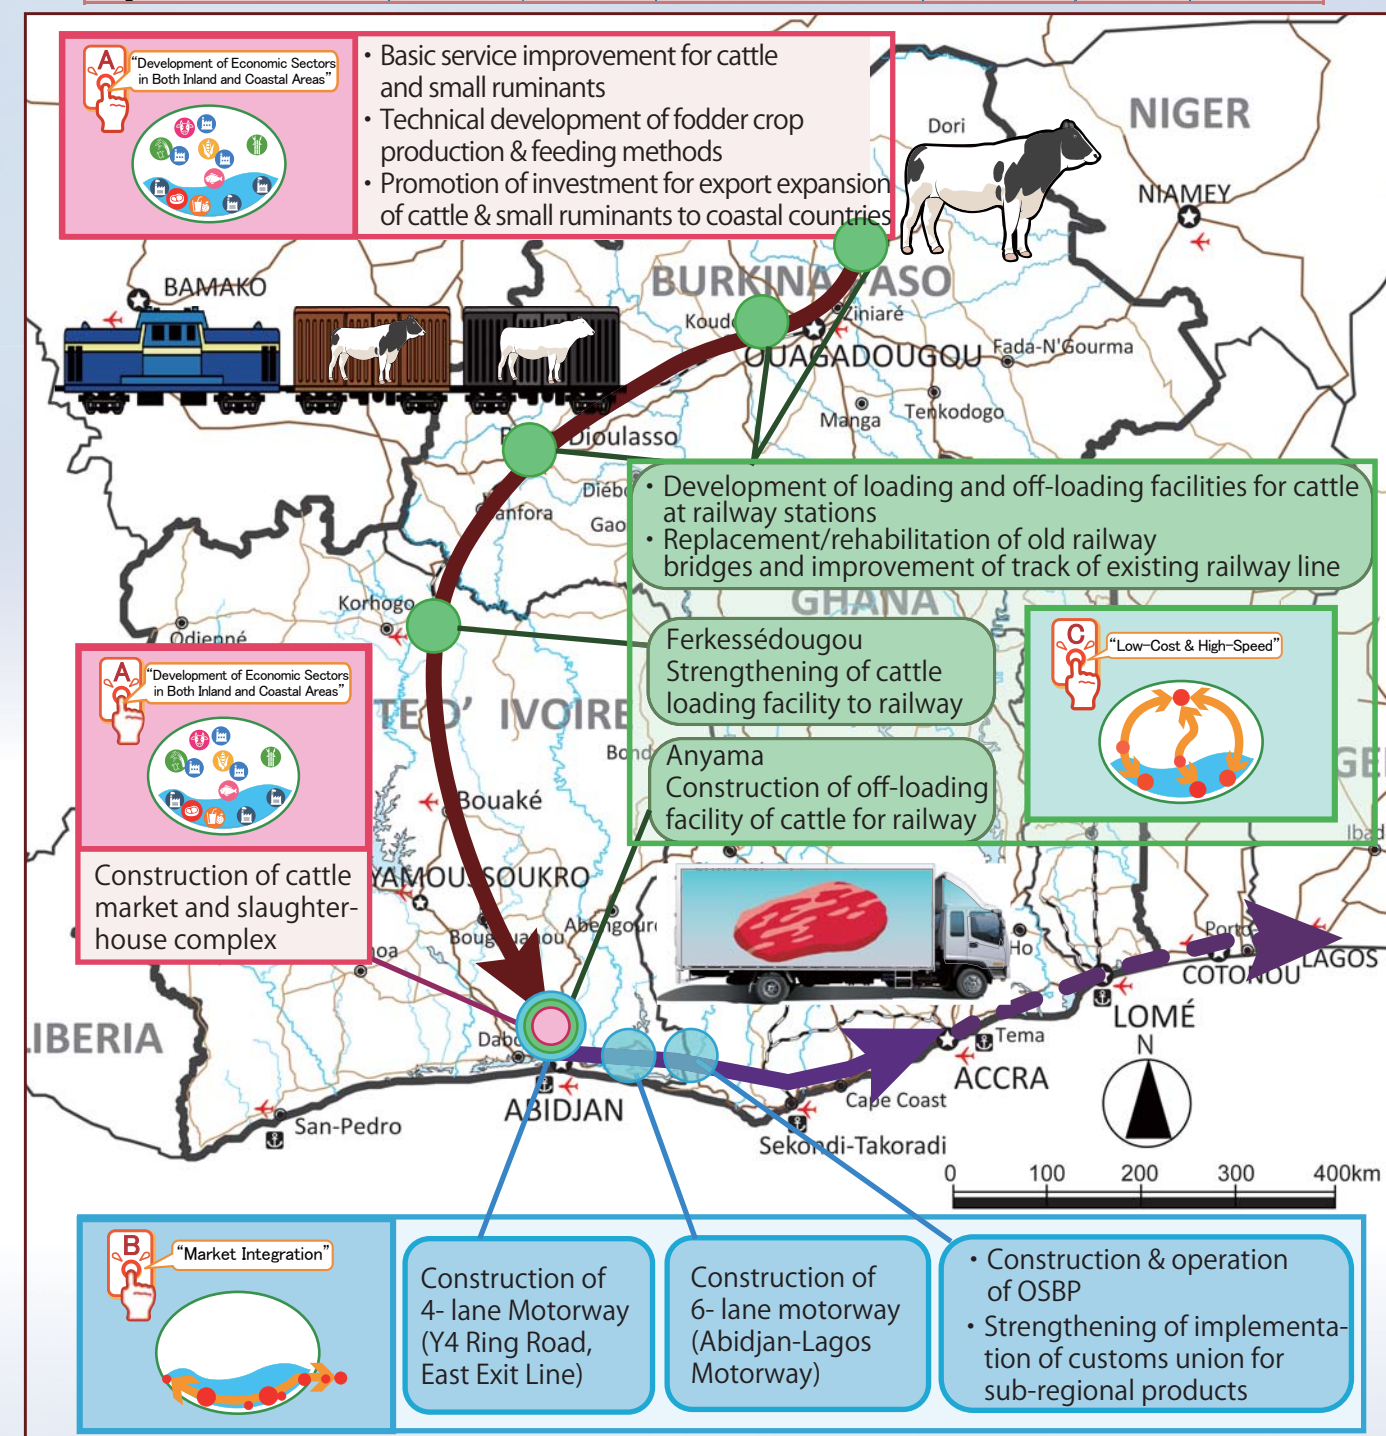 A
“Development of Economic Sectors
in Both Inland and Coastal Areas”
・Basic service improvement for cattle
and small ruminants
・Technical development of fodder crop
production & feeding methods
・Promotion of investment for export expansion
of cattle & small ruminants to coastal countries
Dori
NIGER
NIAMEY
BAMAKO
BURKINA FASO
Ziniaré
OUAGADOUGOU
Fada-N'Gourma
Manga
Tenkodogo
Dioulasso
・Development of loading and off-loading facilities for cattle
at railway stations
・Replacement/rehabilitation of old railway
bridges and improvement of track of existing railway line
GHANA
Korhogo
Odienné
Ferkessédougou
Strengthening of cattle
loading facility to railway
C
“Low-Cost & High-Speed”
A
“Development of Economic Sectors
in Both Inland and Coastal Areas”
D’ IVOIRE
Anyama
Construction of off-loading
facility of cattle for railway
Bouaké
Construction of cattle
market and slaughter-
house complex
YAMOUSSOUKRO
Ho
COTONOU
LAGOS
LOMÉ
Tema
ACCRA
N
ABIDJAN
Cape Coast
San-Pedro
Sekondi-Takoradi
0 100 200 300 400km
B
“Market Integration”
Construction of
4- lane Motorway
(Y4 Ring Road,
East Exit Line)
Construction of
6- lane motorway
(Abidjan-Lagos
Motorway)
・Construction & operation
of OSBP
・Strengthening of implementa-
tion of customs union for
sub-regional products